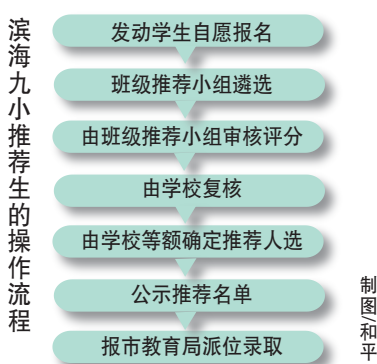 滨海九小推荐生的操作流程
发动学生自愿报名
班级推荐小组遴选
由班级推荐小组审核评分
由学校复核
由学校等额确定推荐人选
公示推荐名单
报市教育局派位录取
制图/和平